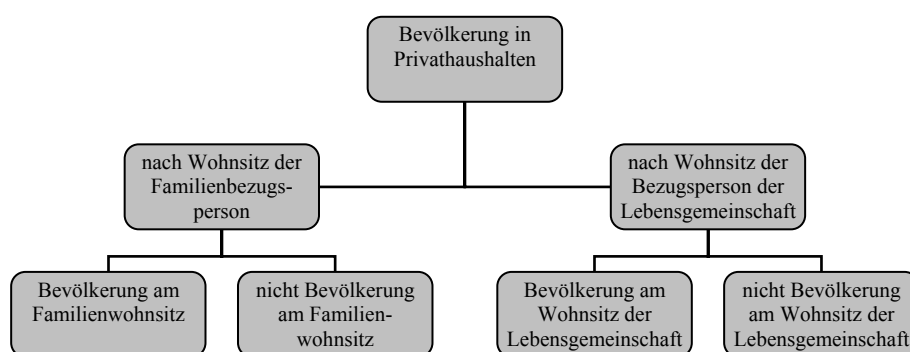 Bevölkerung in
Privathaushalten
nach Wohnsitz der
Familienbezugs-
person
nach Wohnsitz der
Bezugsperson der
Lebensgemeinschaft
Bevölkerung am
Familienwohnsitz
nicht Bevölkerung
am Familien-
wohnsitz
Bevölkerung am
Wohnsitz der
Lebensgemeinschaft
nicht Bevölkerung
am Wohnsitz der
Lebensgemeinschaft